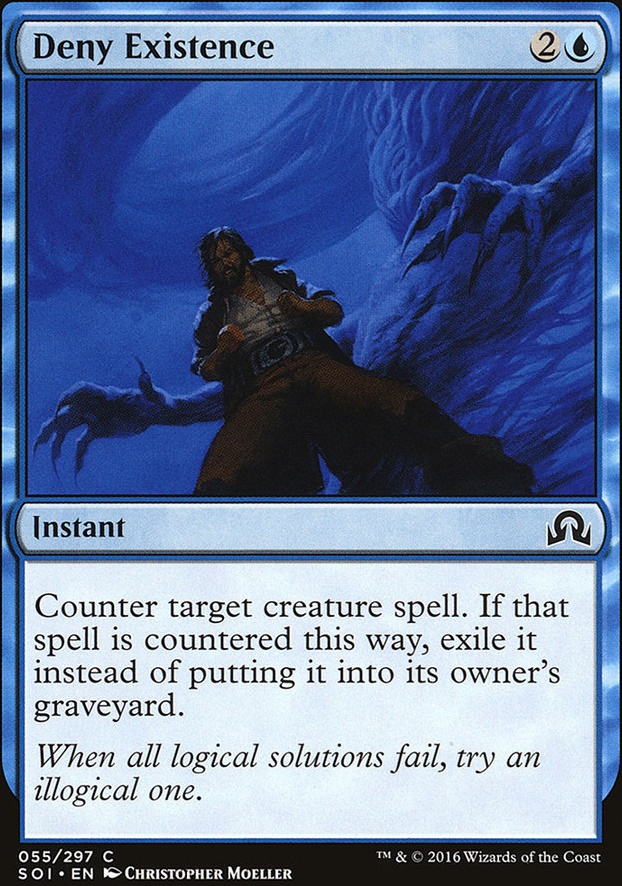 Deny Existence 2
Instant
Counter target creature spell. If that
spell is countered this way, exile it
instead of putting it into its owner's
graveyard.
When all logical solutions fail, try an
illogical one.
055/297 C
SOI • EN Christopher Moeller
™ & © 2016 Wizards of the Coast